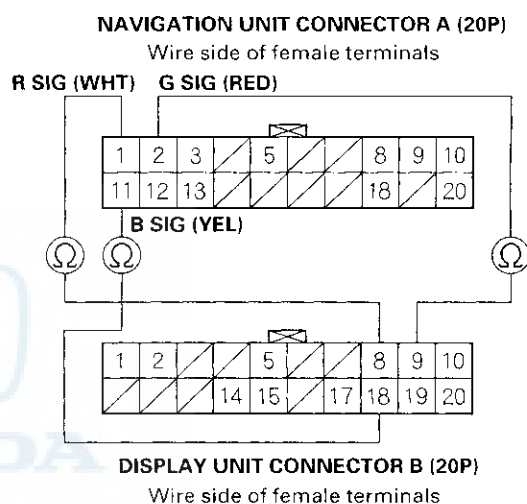 NAVIGATION UNIT CONNECTOR A (20P)
Wire side of female terminals
R SIG (WHT) G SIG (RED)
1 2 3 5 8 9 10
11 12 13 18 20
B SIG (YEL)
Ω Ω Ω
1 2 5 8 9 10
14 15 17 18 19 20
DISPLAY UNIT CONNECTOR B (20P)
Wire side of female terminals